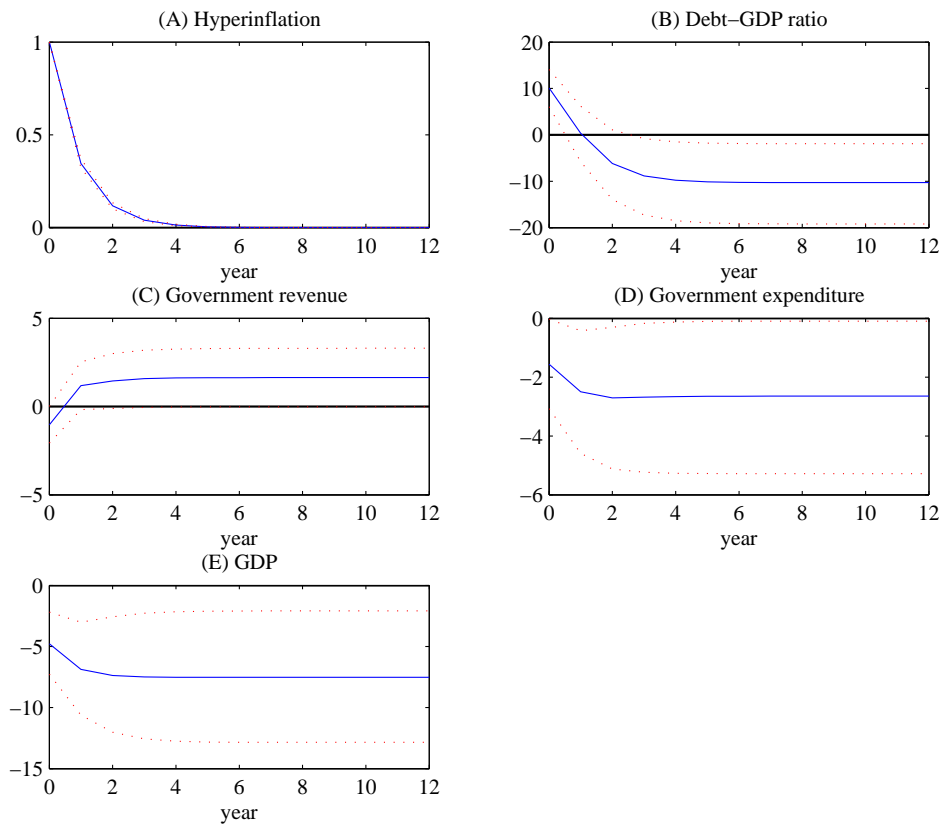 (A) Hyperinflation
1
0.5
0
0 2 4 6 8 10 12
year
(B) Debt–GDP ratio
20
10
0
−10
−20
0 2 4 6 8 10 12
year
(C) Government revenue
5
0
−5
0 2 4 6 8 10 12
year
(D) Government expenditure
0
−2
−4
−6
0 2 4 6 8 10 12
year
(E) GDP
0
−5
−10
−15
0 2 4 6 8 10 12
year